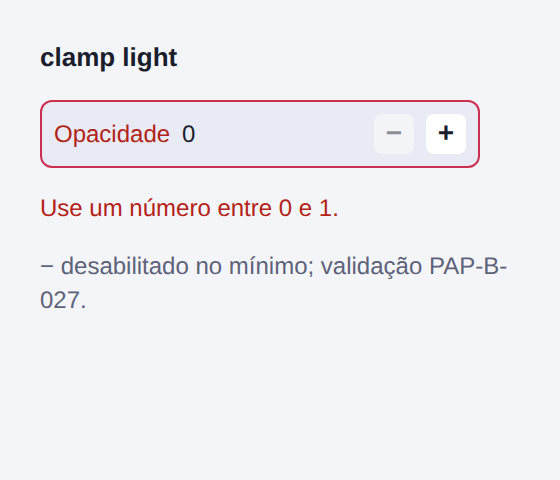 clamp light
Opacidade 0 − +
Use um número entre 0 e 1.
− desabilitado no mínimo; validação PAP-B-
027.